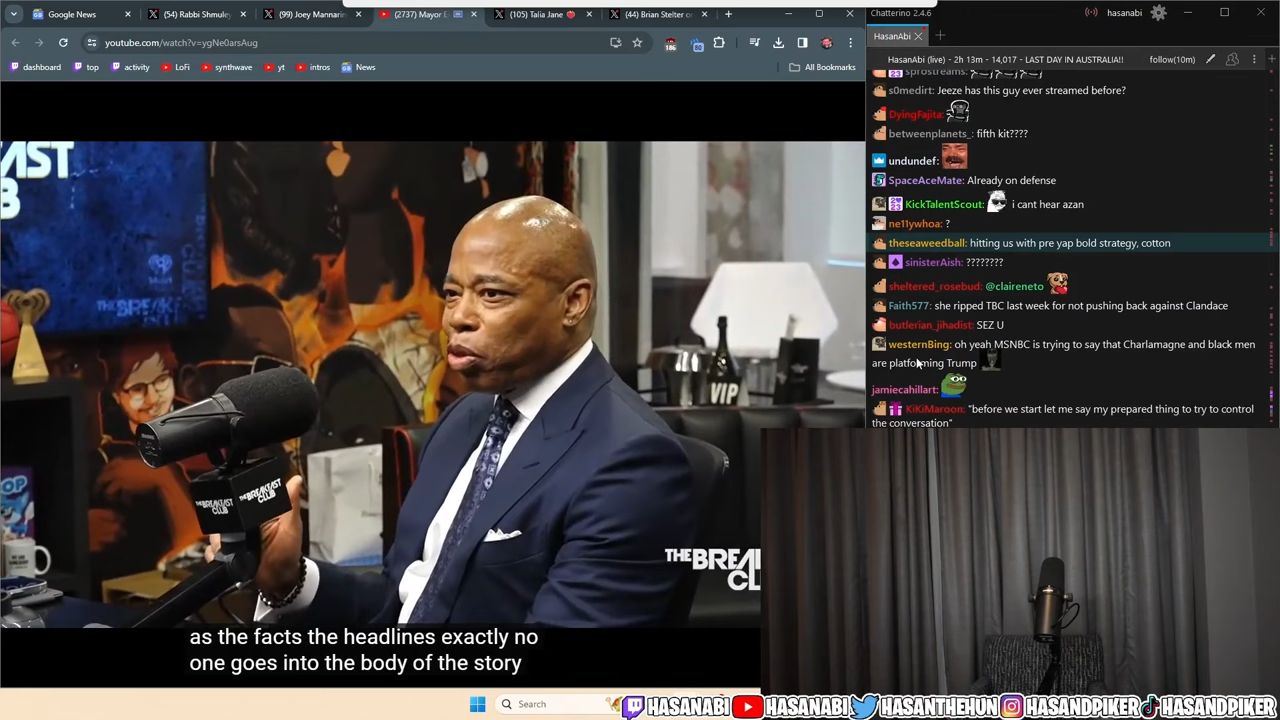 Google News
(54) Rabbi Shmule
(99) Joey Mannarin
(2737) Mayor E
(105) Talia Jane
(44) Brian Stelter o
youtube.com/watch?v=ygNe0arsAug
186
dashboard
top
activity
LoFi
synthwave
yt
intros
News
All Bookmarks
Chatterino 2.4.6
hasanabi
HasanAbi
HasanAbi (live) - 2h 13m - 14,017 - LAST DAY IN AUSTRALIA!!
follow(10m)
sprostreams:
s0medirt: Jeeze has this guy ever streamed before?
DyingFajita:
betweenplanets_: fifth kit????
undundef:
SpaceAceMate: Already on defense
KickTalentScout: i cant hear azan
ne11ywhoa: ?
theseaweedball: hitting us with pre yap bold strategy, cotton
sinisterAish: ????????
sheltered_rosebud: @claireneto
Faith577: she ripped TBC last week for not pushing back against Clandace
butlerian_jihadist: SEZ U
westernBing: oh yeah MSNBC is trying to say that Charlamagne and black men
are platforming Trump
jamiecahillart:
KiKiMaroon: "before we start let me say my prepared thing to try to control
the conversation"
AST
CLUB
VIP
THE BREAKFAST CLUB
THE BREA
CL
as the facts the headlines exactly no
one goes into the body of the story
Search
HASANABI
HASANABI
HASANTHEHUN
HASANDPIKER
HASANDPIKER